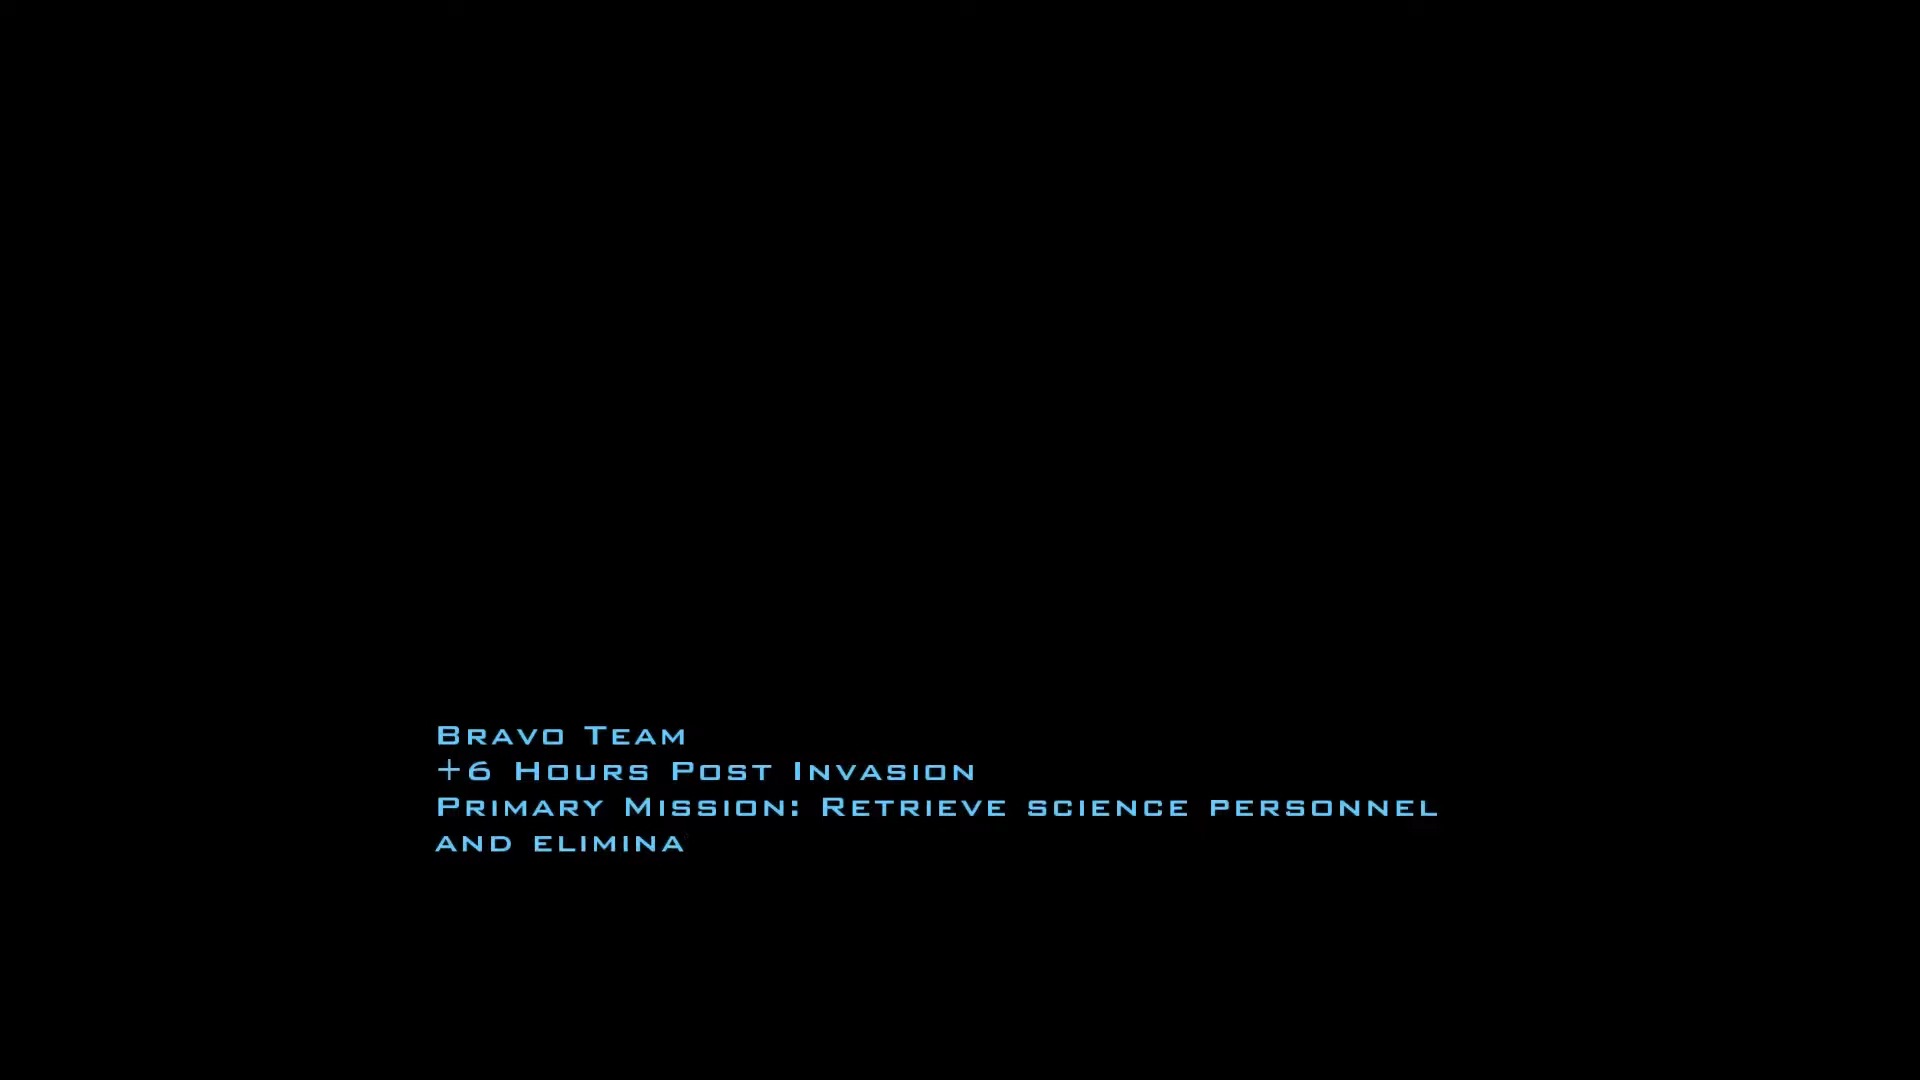 Bravo Team
+6 Hours Post Invasion
Primary Mission: Retrieve science personnel
and elimina